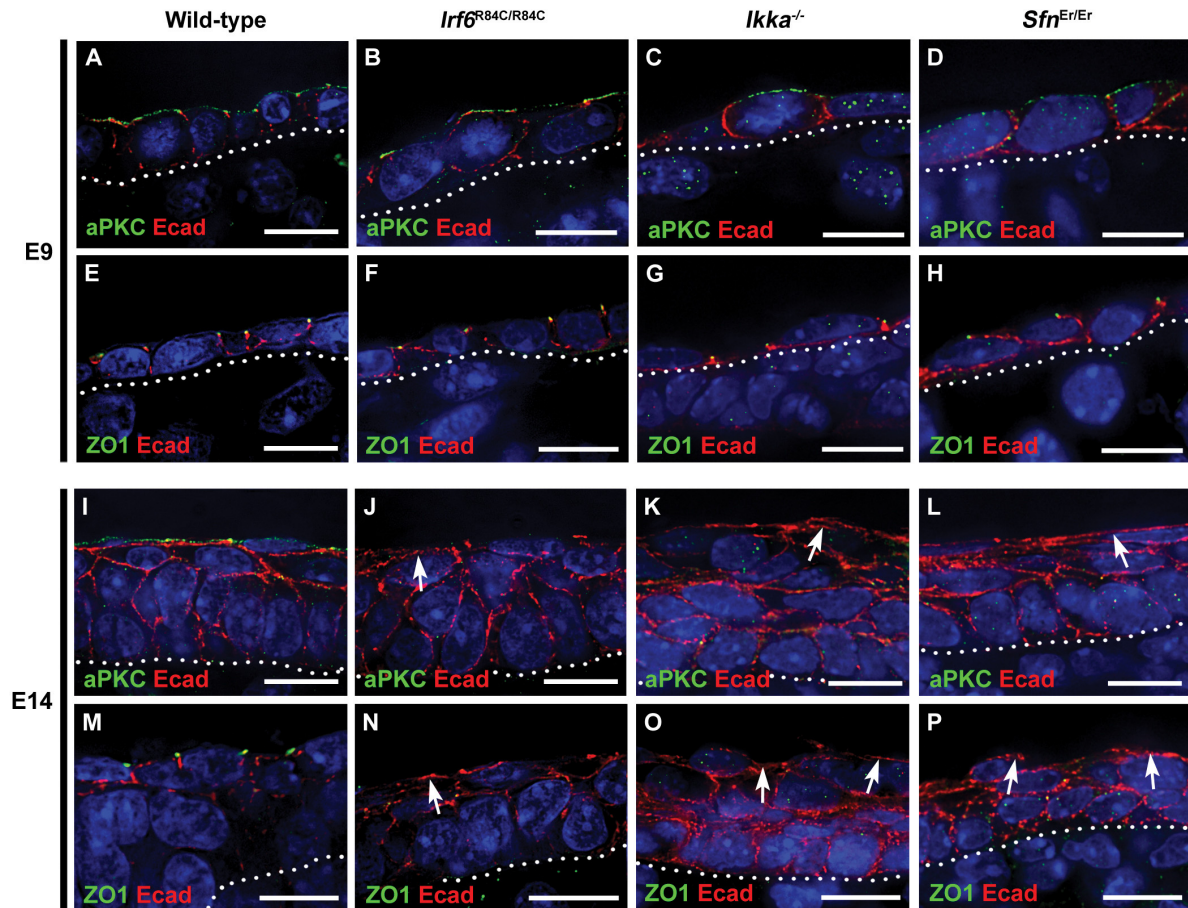 Wild-type Irf6R84C/R84C Ikka-/- SfnEr/Er
E9
A B C D
aPKC Ecad aPKC Ecad aPKC Ecad aPKC Ecad
E F G H
ZO1 Ecad ZO1 Ecad ZO1 Ecad ZO1 Ecad
E14
I J K L
aPKC Ecad aPKC Ecad aPKC Ecad aPKC Ecad
M N O P
ZO1 Ecad ZO1 Ecad ZO1 Ecad ZO1 Ecad